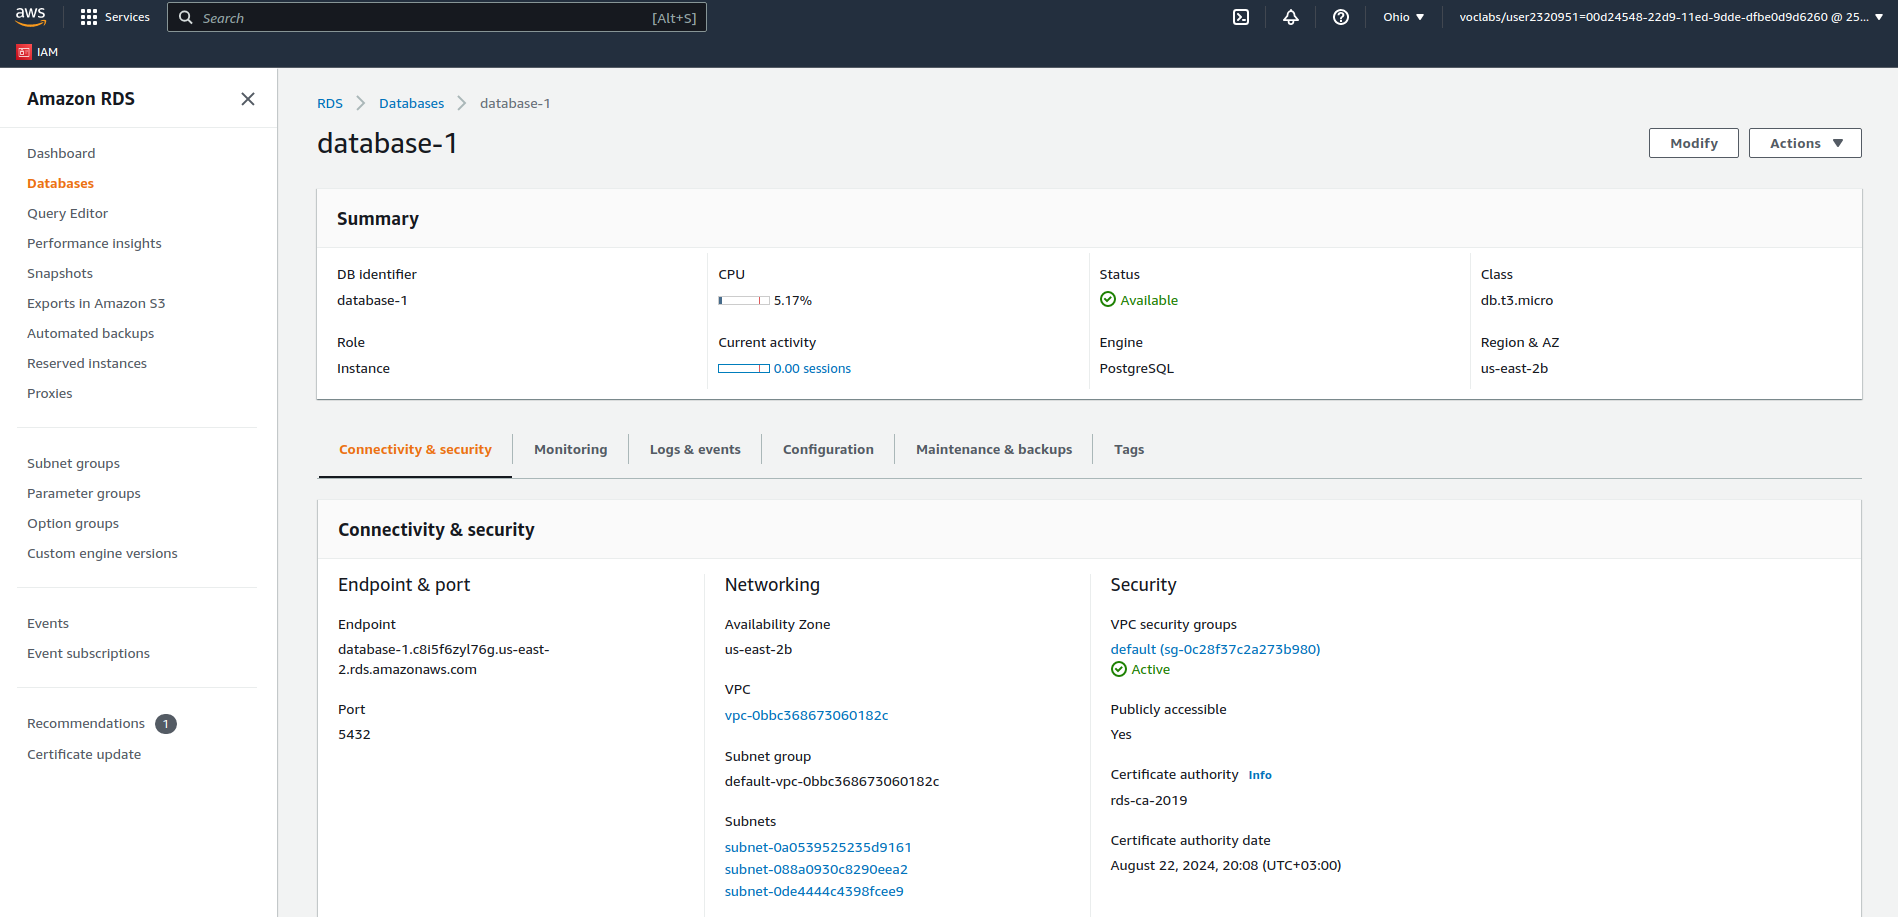 aws
Services
Search
[Alt+S]
Ohio
voclabs/user2320951=00d24548-22d9-11ed-9dde-dfbe0d9d6260 @ 25...
IAM
Amazon RDS
Dashboard
Databases
Query Editor
Performance insights
Snapshots
Exports in Amazon S3
Automated backups
Reserved instances
Proxies
Subnet groups
Parameter groups
Option groups
Custom engine versions
Events
Event subscriptions
Recommendations 1
Certificate update
RDS
Databases
database-1
database-1
Modify
Actions
Summary
DB identifier
database-1
CPU
5.17%
Status
Available
Class
db.t3.micro
Role
Instance
Current activity
0.00 sessions
Engine
PostgreSQL
Region & AZ
us-east-2b
Connectivity & security
Monitoring
Logs & events
Configuration
Maintenance & backups
Tags
Connectivity & security
Endpoint & port
Endpoint
database-1.c8i5f6zyl76g.us-east-
2.rds.amazonaws.com
Port
5432
Networking
Availability Zone
us-east-2b
VPC
vpc-0bbc368673060182c
Subnet group
default-vpc-0bbc368673060182c
Subnets
subnet-0a0539525235d9161
subnet-088a0930c8290eea2
subnet-0de4444c4398fcee9
Security
VPC security groups
default (sg-0c28f37c2a273b980)
Active
Publicly accessible
Yes
Certificate authority Info
rds-ca-2019
Certificate authority date
August 22, 2024, 20:08 (UTC+03:00)